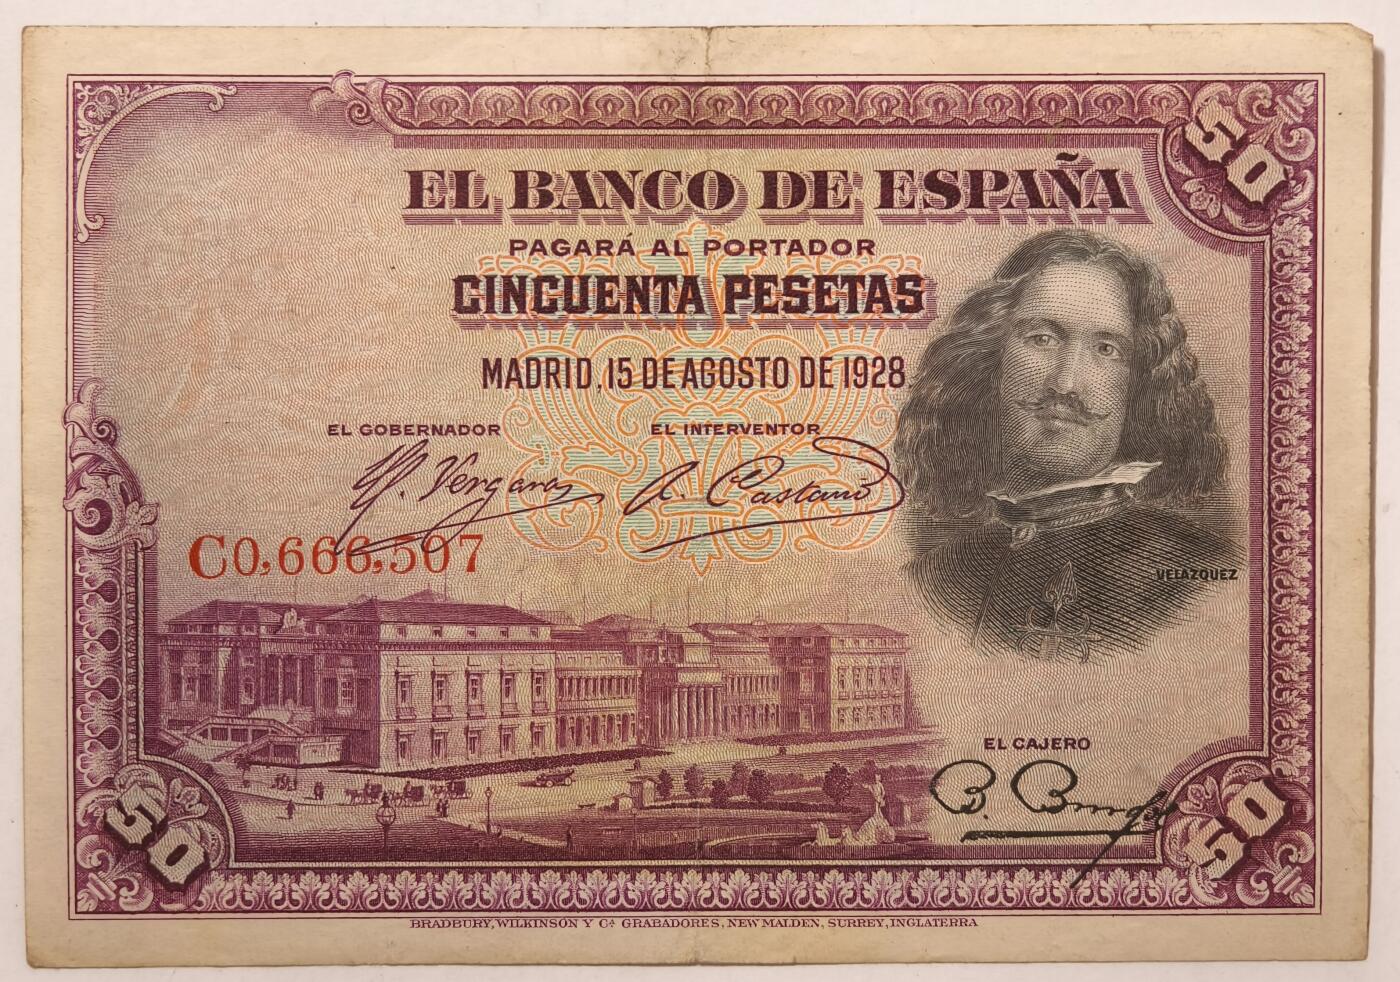 50
EL BANCO DE ESPAÑA
PAGARÁ AL PORTADOR
CINCUENTA PESETAS
MADRID, 15 DE AGOSTO DE 1928
EL GOBERNADOR
EL INTERVENTOR
C0,666,507
VELAZQUEZ
EL CAJERO
50
50
BRADBURY, WILKINSON Y Cᴬ GRABADORES, NEW MALDEN, SURREY, INGLATERRA